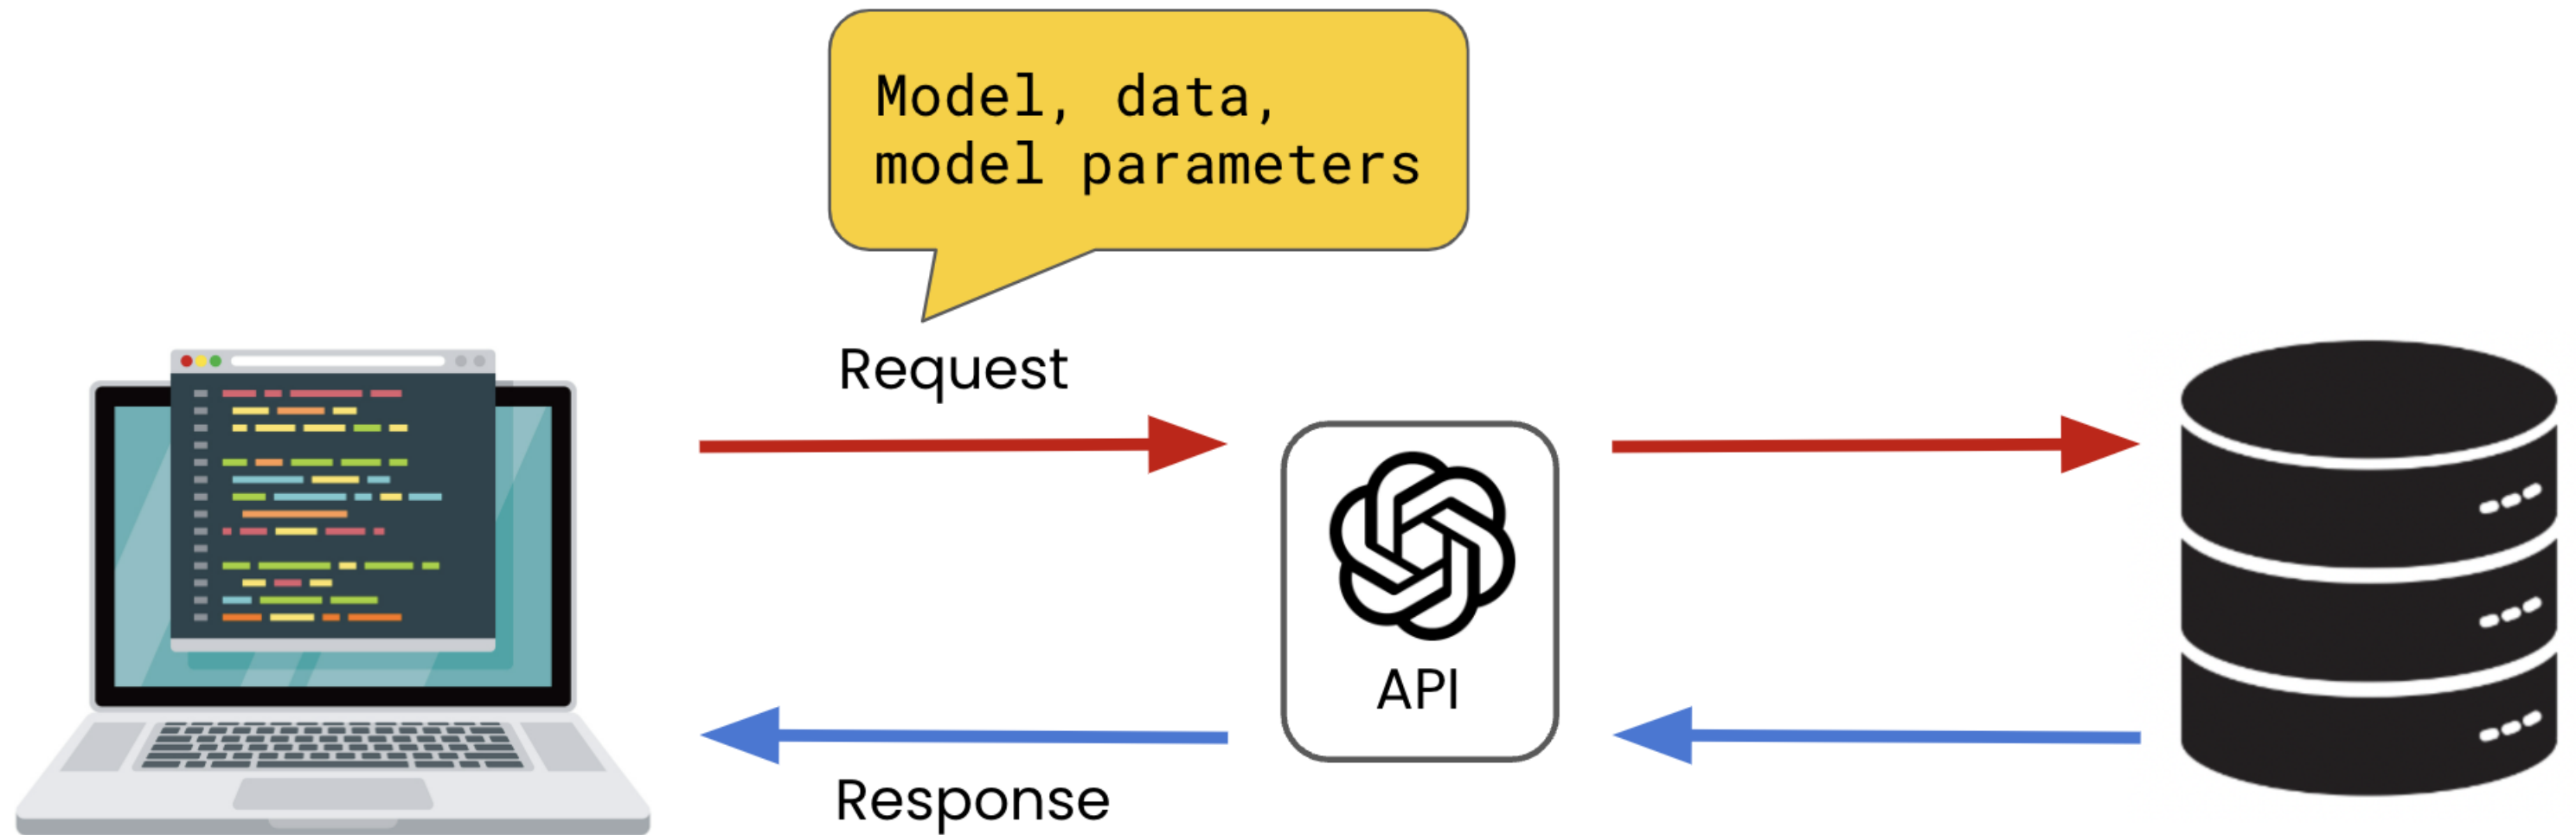 Model, data,
model parameters
Request
API
Response